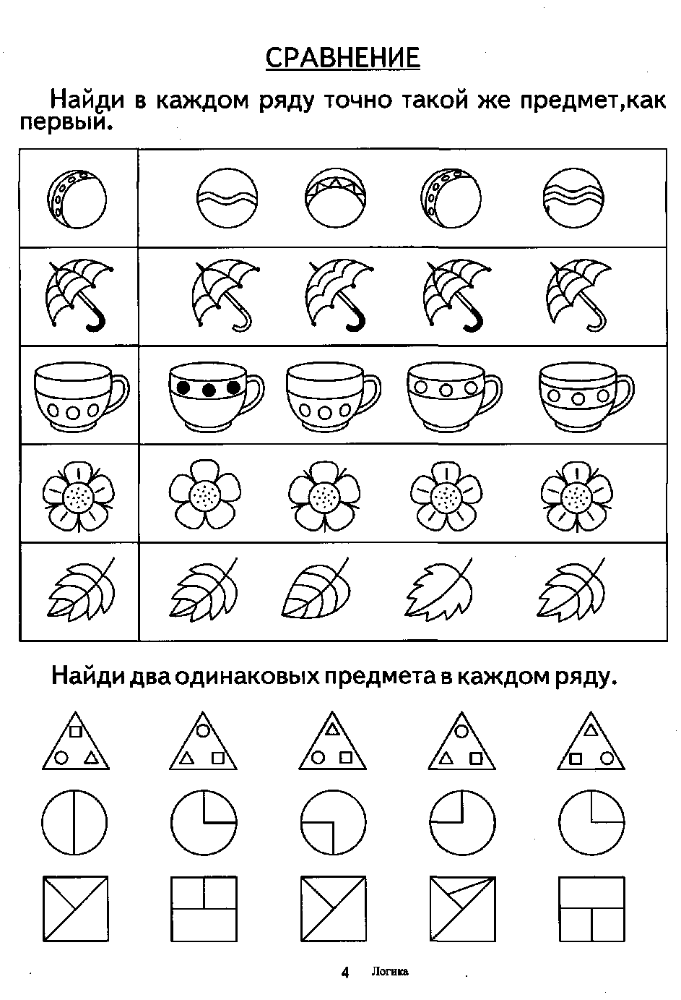 СРАВНЕНИЕ
Найди в каждом ряду точно такой же предмет,как
первый.
Найди два одинаковых предмета в каждом ряду.
4 Логика